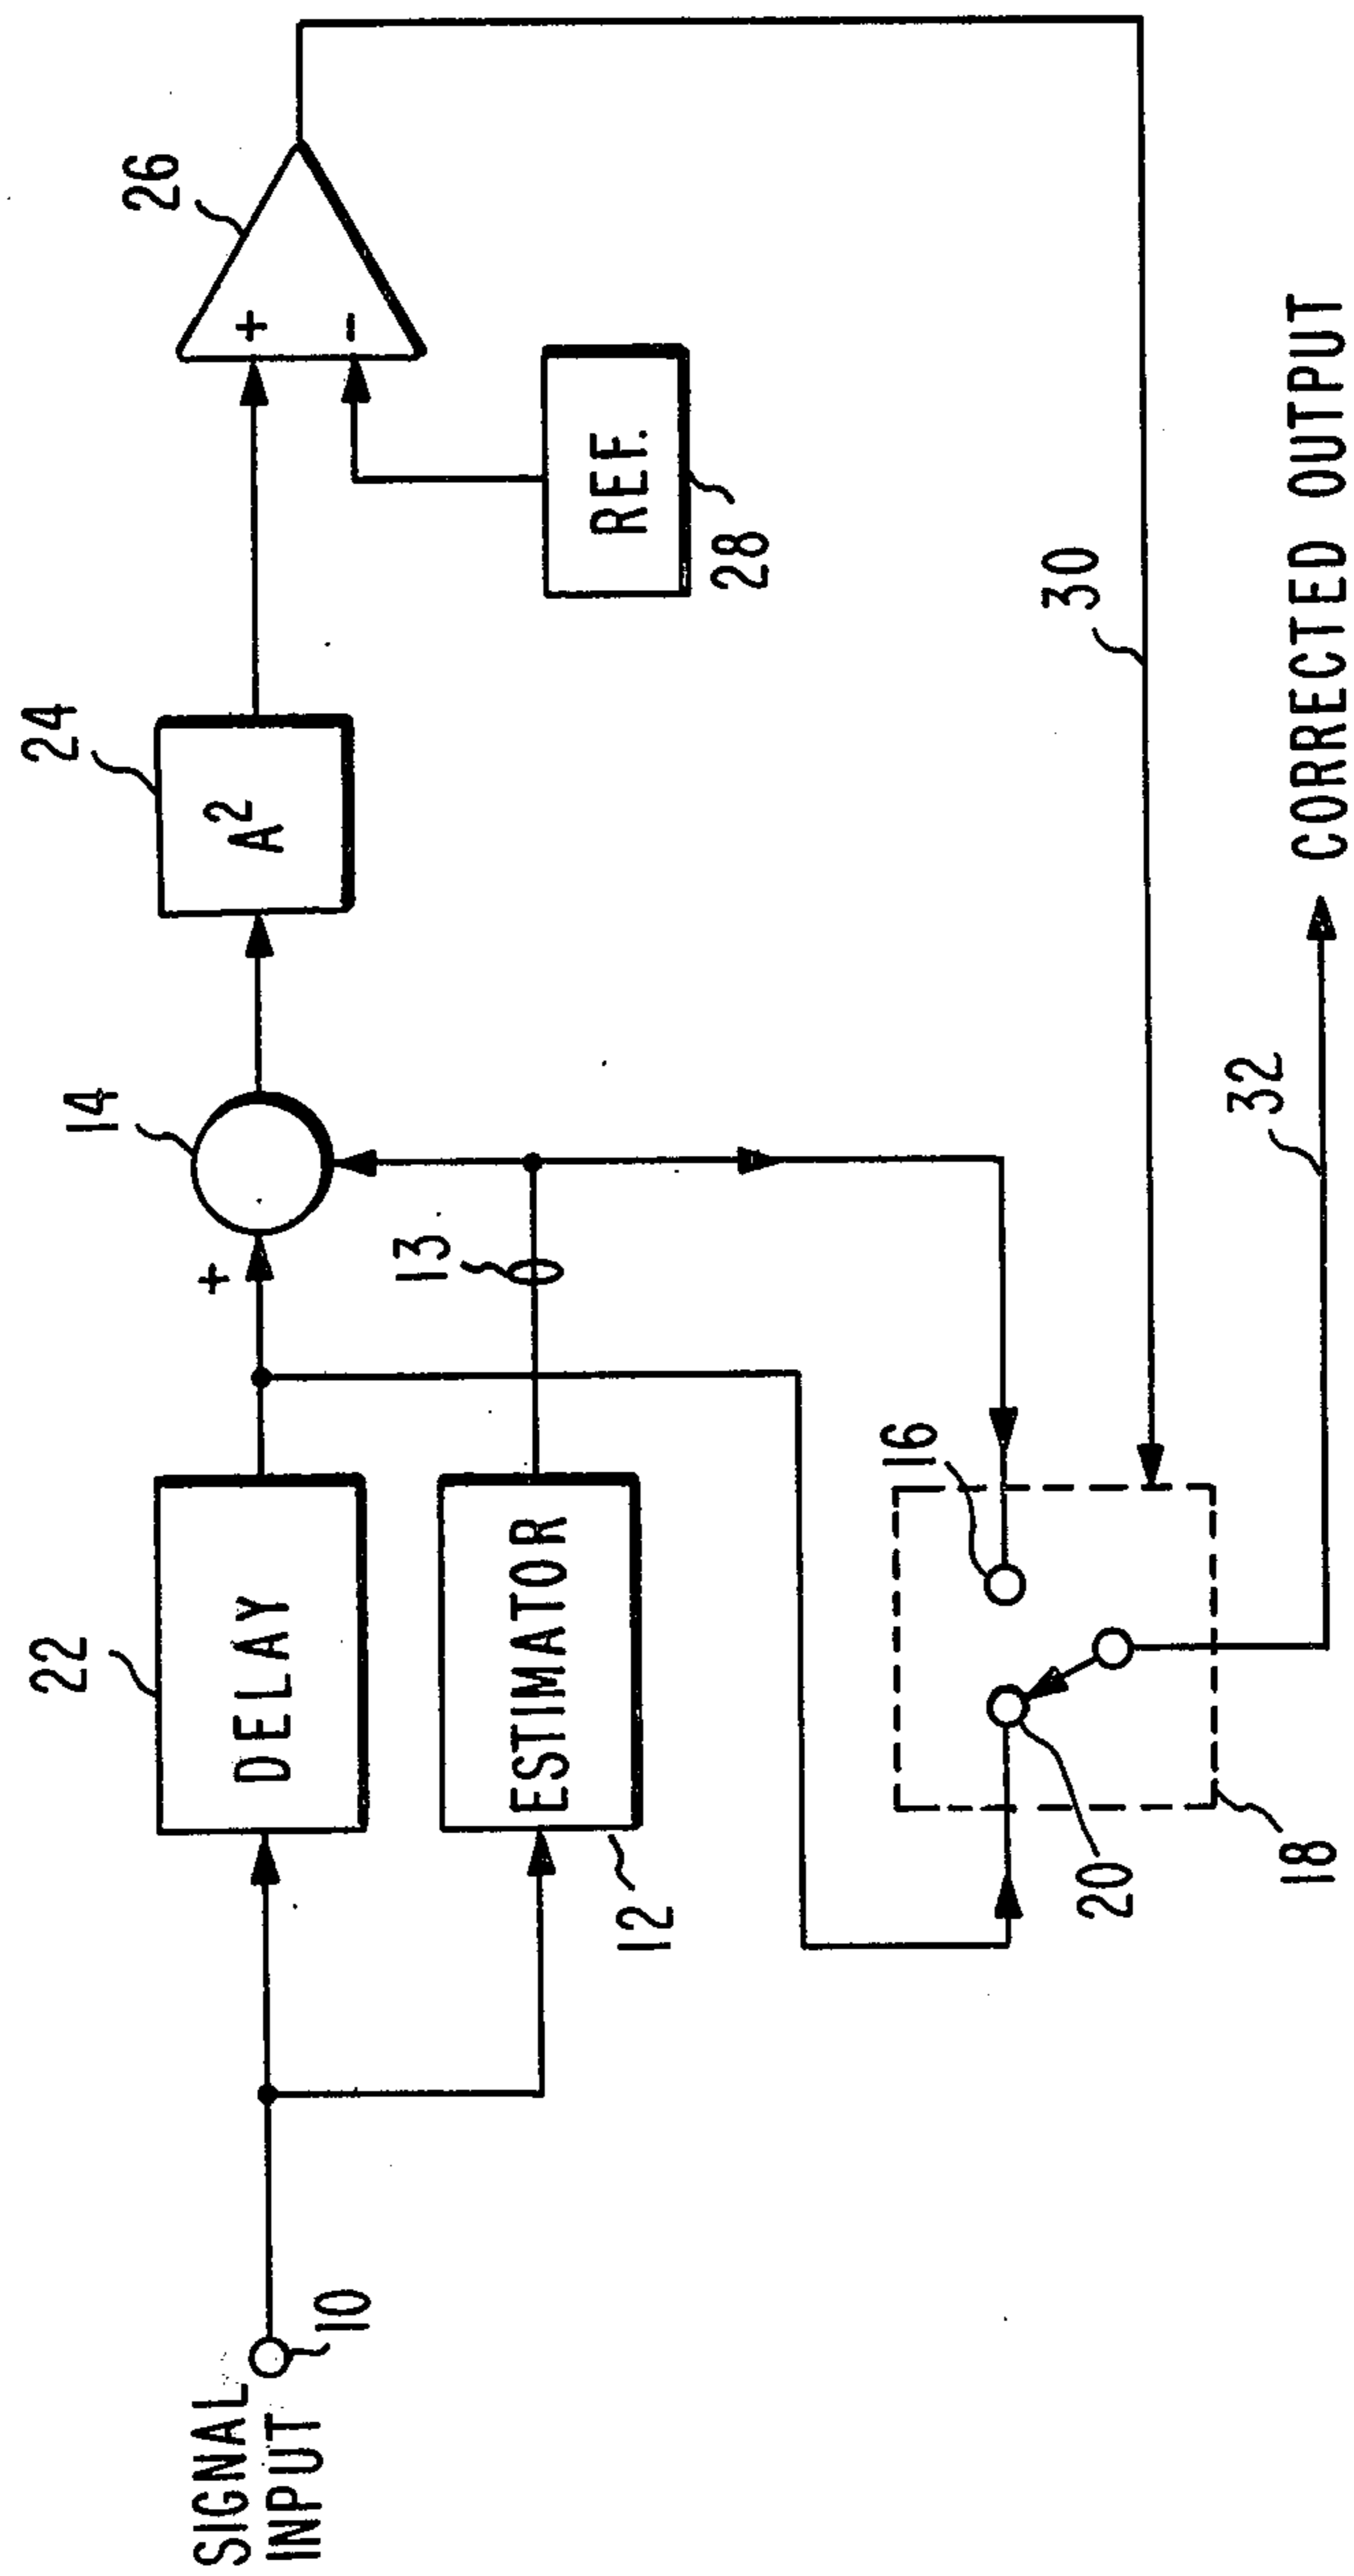 SIGNAL
INPUT
10
22
DELAY
ESTIMATOR
12
+
13
14
24
A²
26
+
-
REF.
28
30
16
20
18
32
CORRECTED OUTPUT